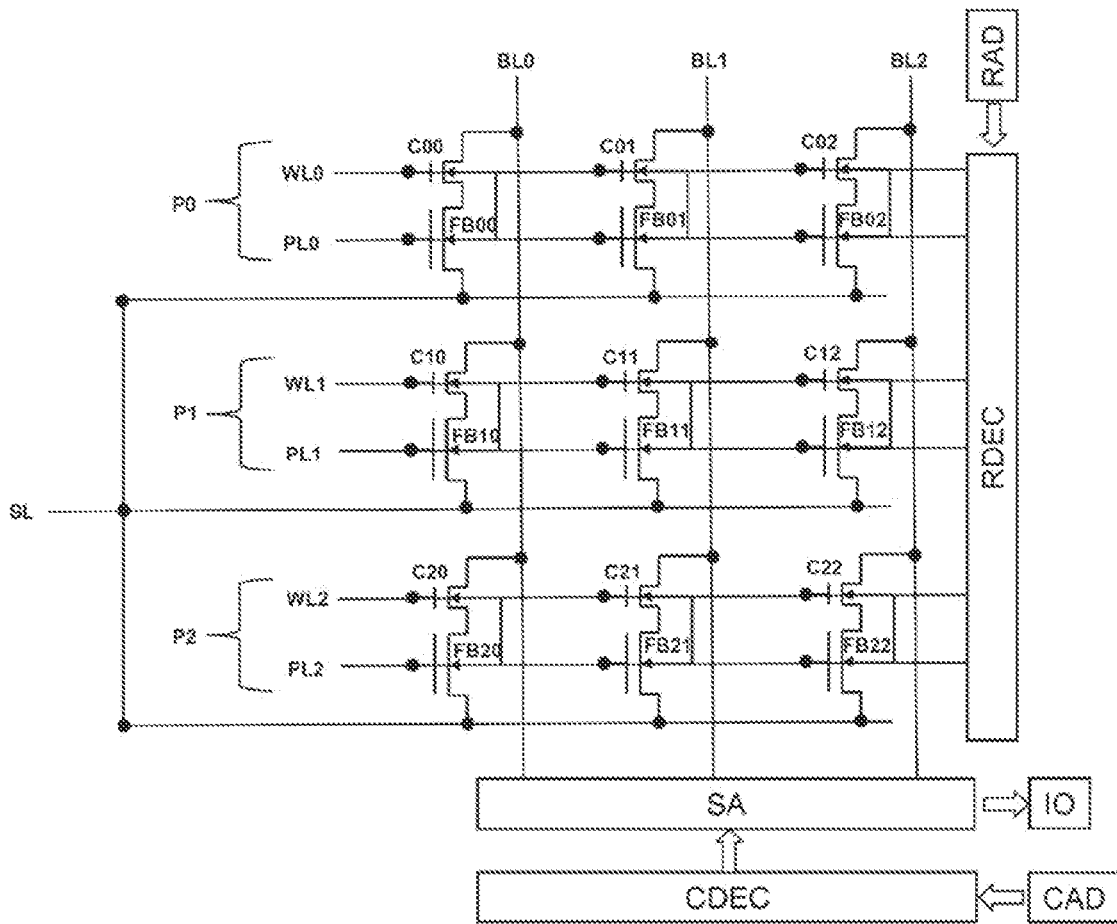 BL0 BL1 BL2 RAD
C00 C01 C02
WL0
P0
FB00 FB01 FB02
PL0
C10 C11 C12
WL1
P1
FB10 FB11 FB12
PL1
RDEC
SL
C20 C21 C22
WL2
P2
FB20 FB21 FB22
PL2
SA IO
CDEC CAD